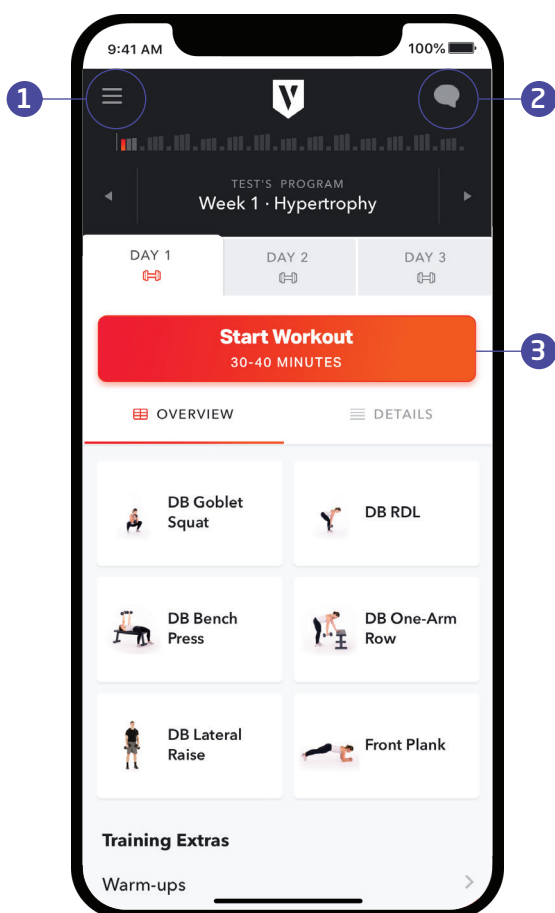 9:41 AM
100%
1
2
V
TEST'S PROGRAM
Week 1 · Hypertrophy
DAY 1
DAY 2
DAY 3
Start Workout
30-40 MINUTES
3
OVERVIEW
DETAILS
DB Goblet
Squat
DB RDL
DB Bench
Press
DB One-Arm
Row
DB Lateral
Raise
Front Plank
Training Extras
Warm-ups